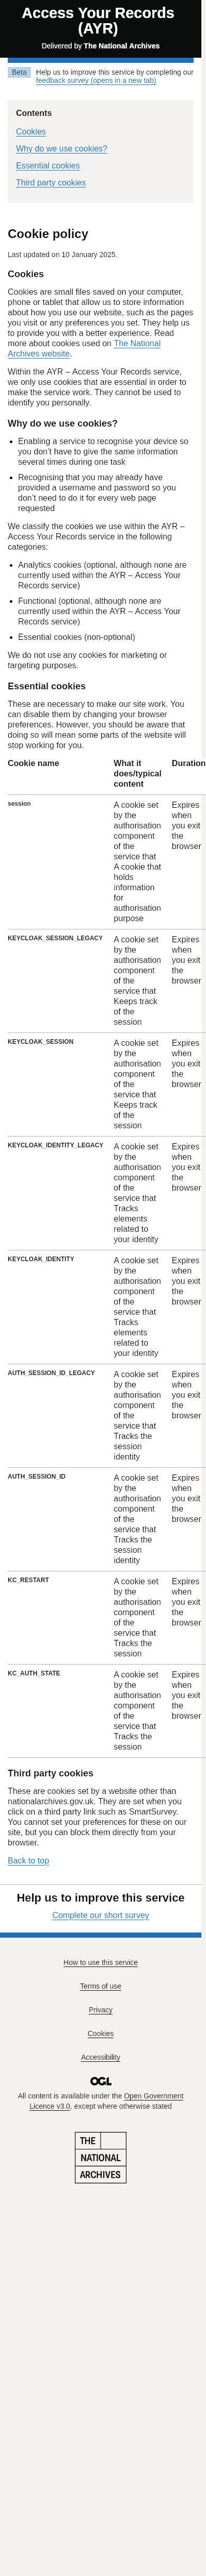 Access Your Records
(AYR)
Delivered by The National Archives
Beta
Help us to improve this service by completing our
feedback survey (opens in a new tab)
Contents
Cookies
Why do we use cookies?
Essential cookies
Third party cookies
Cookie policy
Last updated on 10 January 2025.
Cookies
Cookies are small files saved on your computer,
phone or tablet that allow us to store information
about how you use our website, such as the pages
you visit or any preferences you set. They help us
to provide you with a better experience. Read
more about cookies used on The National
Archives website.
Within the AYR – Access Your Records service,
we only use cookies that are essential in order to
make the service work. They cannot be used to
identify you personally.
Why do we use cookies?
• Enabling a service to recognise your device so
you don't have to give the same information
several times during one task
• Recognising that you may already have
provided a username and password so you
don't need to do it for every web page
requested
We classify the cookies we use within the AYR –
Access Your Records service in the following
categories:
• Analytics cookies (optional, although none are
currently used within the AYR – Access Your
Records service)
• Functional (optional, although none are
currently used within the AYR – Access Your
Records service)
• Essential cookies (non-optional)
We do not use any cookies for marketing or
targeting purposes.
Essential cookies
These are necessary to make our site work. You
can disable them by changing your browser
preferences. However, you should be aware that
doing so will mean some parts of the website will
stop working for you.
Cookie name What it Duration
does/typical
content
session A cookie set Expires
by the when
authorisation you exit
component the
of the browser
service that
A cookie that
holds
information
for
authorisation
purpose
KEYCLOAK_SESSION_LEGACY A cookie set Expires
by the when
authorisation you exit
component the
of the browser
service that
Keeps track
of the
session
KEYCLOAK_SESSION A cookie set Expires
by the when
authorisation you exit
component the
of the browser
service that
Keeps track
of the
session
KEYCLOAK_IDENTITY_LEGACY A cookie set Expires
by the when
authorisation you exit
component the
of the browser
service that
Tracks
elements
related to
your identity
KEYCLOAK_IDENTITY A cookie set Expires
by the when
authorisation you exit
component the
of the browser
service that
Tracks
elements
related to
your identity
AUTH_SESSION_ID_LEGACY A cookie set Expires
by the when
authorisation you exit
component the
of the browser
service that
Tracks the
session
identity
AUTH_SESSION_ID A cookie set Expires
by the when
authorisation you exit
component the
of the browser
service that
Tracks the
session
identity
KC_RESTART A cookie set Expires
by the when
authorisation you exit
component the
of the browser
service that
Tracks the
session
KC_AUTH_STATE A cookie set Expires
by the when
authorisation you exit
component the
of the browser
service that
Tracks the
session
Third party cookies
These are cookies set by a website other than
nationalarchives.gov.uk. They are set when you
click on a third party link such as SmartSurvey.
You cannot set your preferences for these on our
site, but you can block them directly from your
browser.
Back to top
Help us to improve this service
Complete our short survey
How to use this service
Terms of use
Privacy
Cookies
Accessibility
OGL
All content is available under the Open Government
Licence v3.0, except where otherwise stated
THE
NATIONAL
ARCHIVES